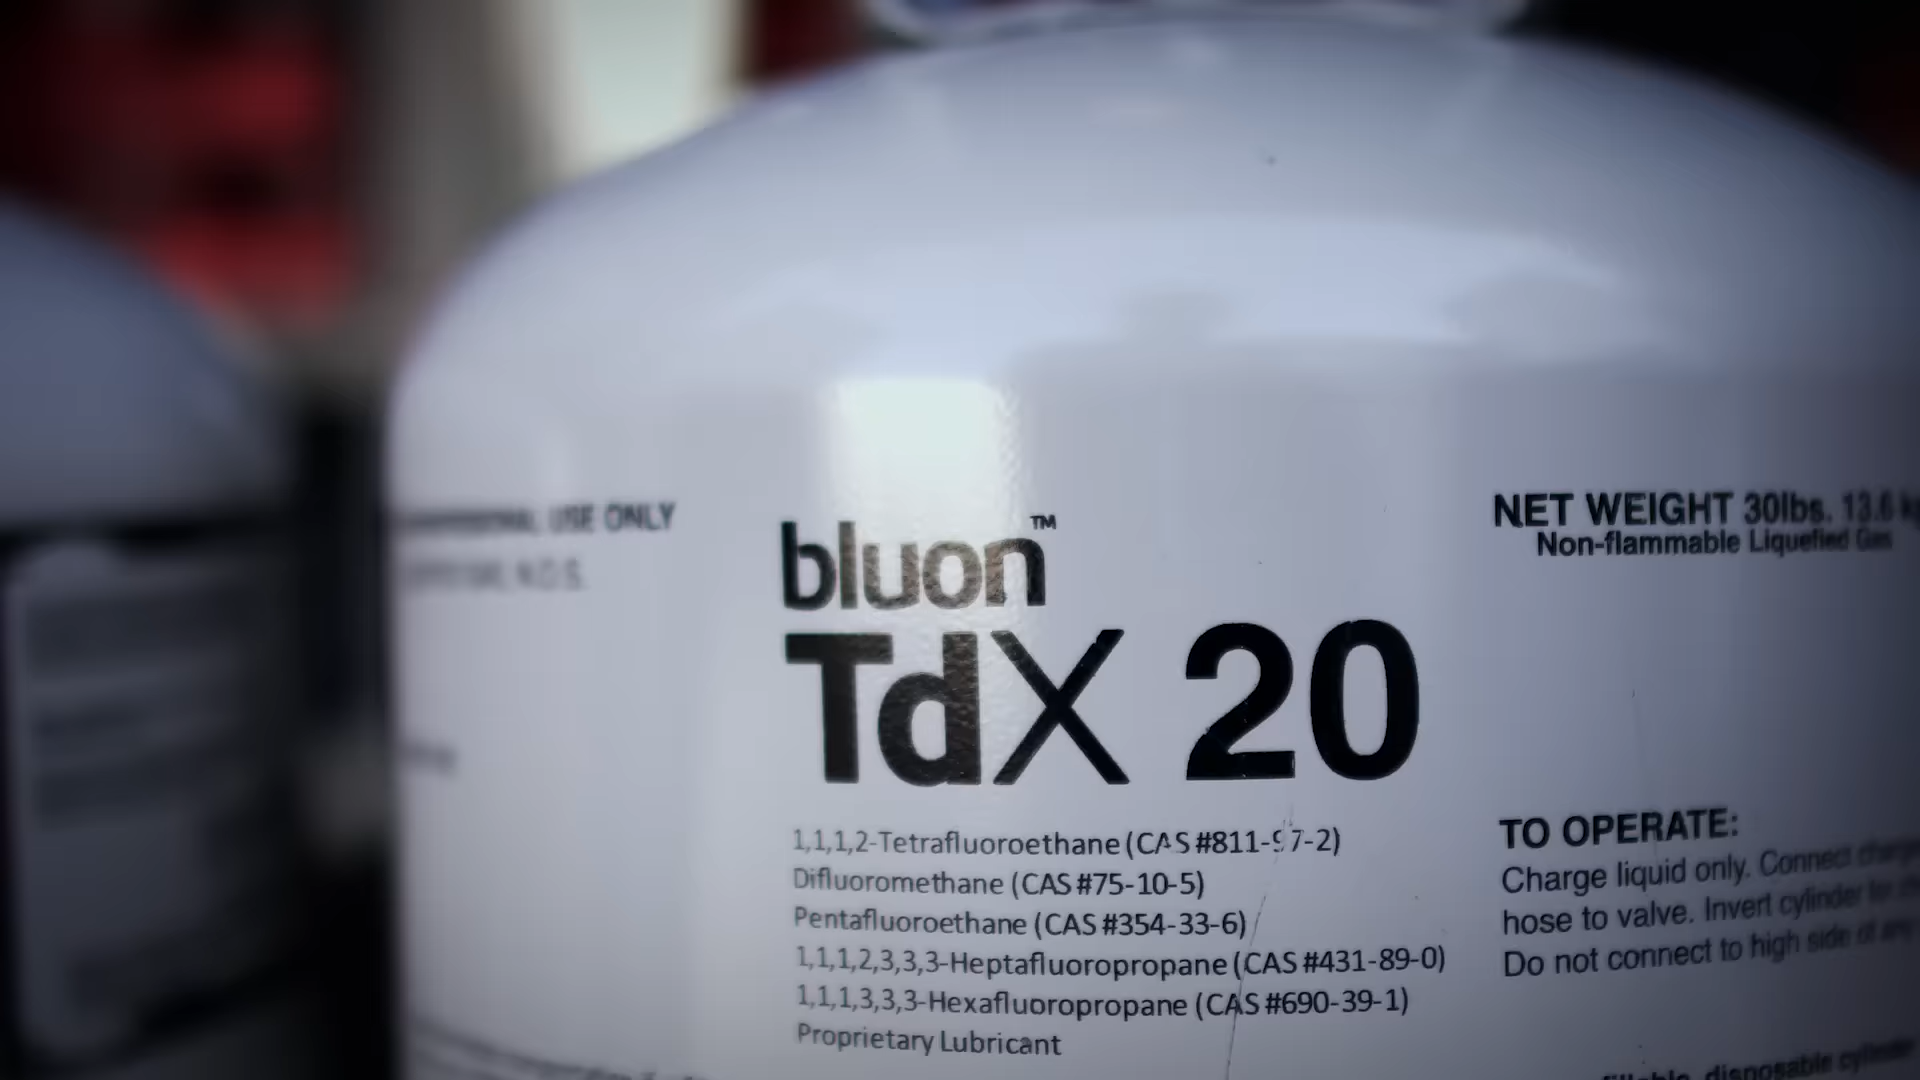 USE ONLY
N.O.S.
bluon™
TdX 20
1,1,1,2-Tetrafluoroethane (CAS #811-97-2)
Difluoromethane (CAS #75-10-5)
Pentafluoroethane (CAS #354-33-6)
1,1,1,2,3,3,3-Heptafluoropropane (CAS #431-89-0)
1,1,1,3,3,3-Hexafluoropropane (CAS #690-39-1)
Proprietary Lubricant
NET WEIGHT 30lbs. 13.6 kg
Non-flammable Liquefied Gas
TO OPERATE:
Charge liquid only. Connect
hose to valve. Invert cylinder
Do not connect to high side of any
disposable cylinder